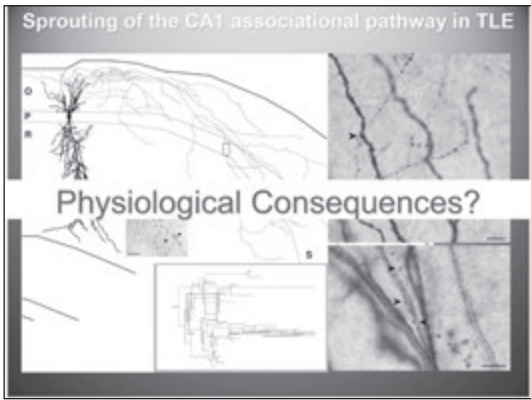 Sprouting of the CA1 associational pathway in TLE
O
P
R
Physiological Consequences?
S